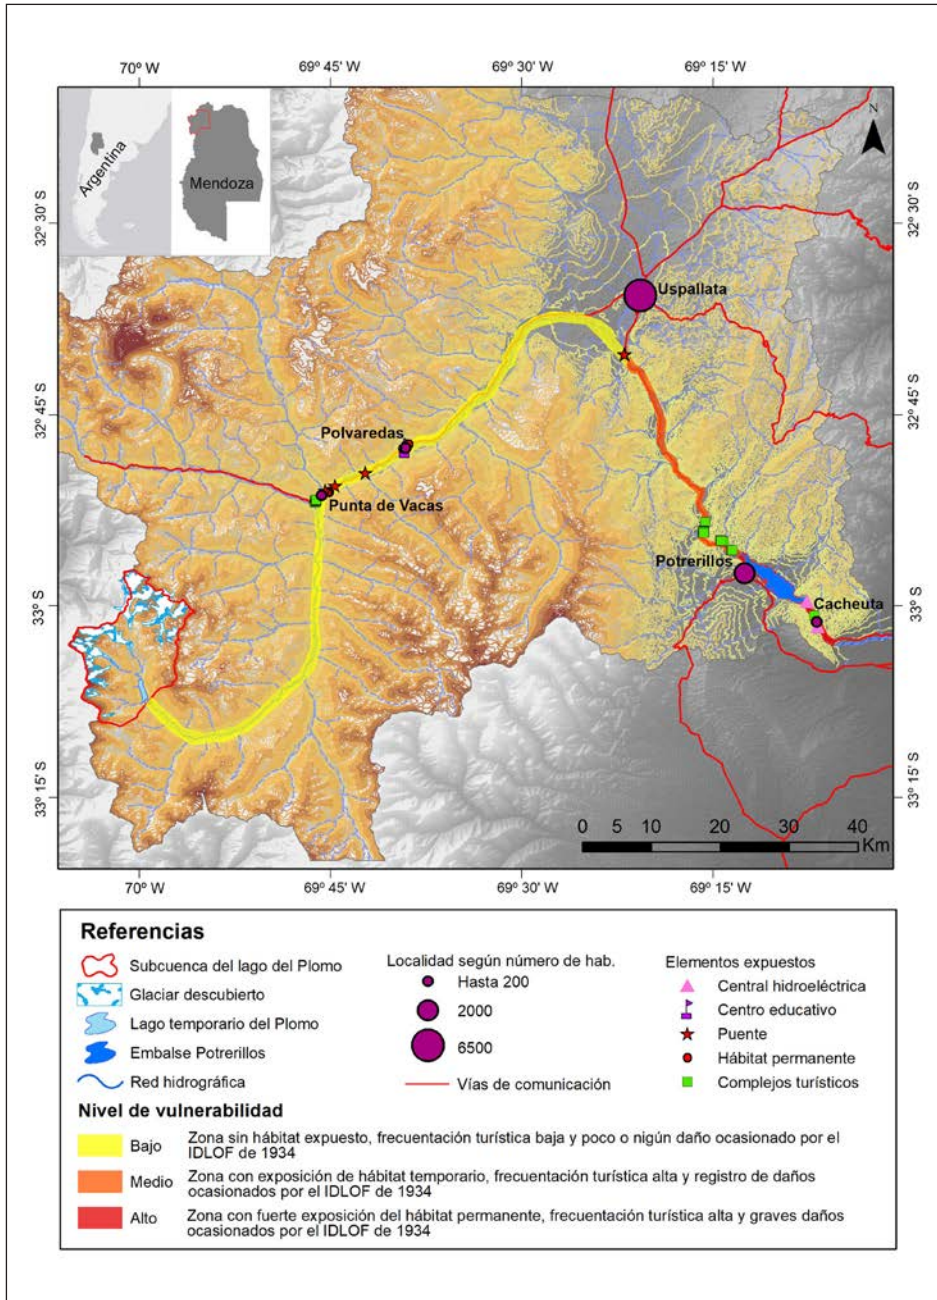 70º W
69º 45' W
69º 30' W
69º 15' W
N
Argentina
Mendoza
32º 30' S
32º 30' S
Uspallata
32º 45' S
32º 45' S
Polvaredas
Punta de Vacas
Potrerillos
Cacheuta
33º S
33º S
33º 15' S
33º 15' S
0 5 10 20 30 40
Km
70º W
69º 45' W
69º 30' W
69º 15' W
Referencias
Subcuenca del lago del Plomo
Glaciar descubierto
Lago temporario del Plomo
Embalse Potrerillos
Red hidrográfica
Localidad según número de hab.
Hasta 200
2000
6500
Vías de comunicación
Elementos expuestos
Central hidroeléctrica
Centro educativo
Puente
Hábitat permanente
Complejos turísticos
Nivel de vulnerabilidad
Bajo
Zona sin hábitat expuesto, frecuentación turística baja y poco o nigún daño ocasionado por el
IDLOF de 1934
Medio
Zona con exposición de hábitat temporario, frecuentación turística alta y registro de daños
ocasionados por el IDLOF de 1934
Alto
Zona con fuerte exposición del hábitat permanente, frecuentación turística alta y graves daños
ocasionados por el IDLOF de 1934